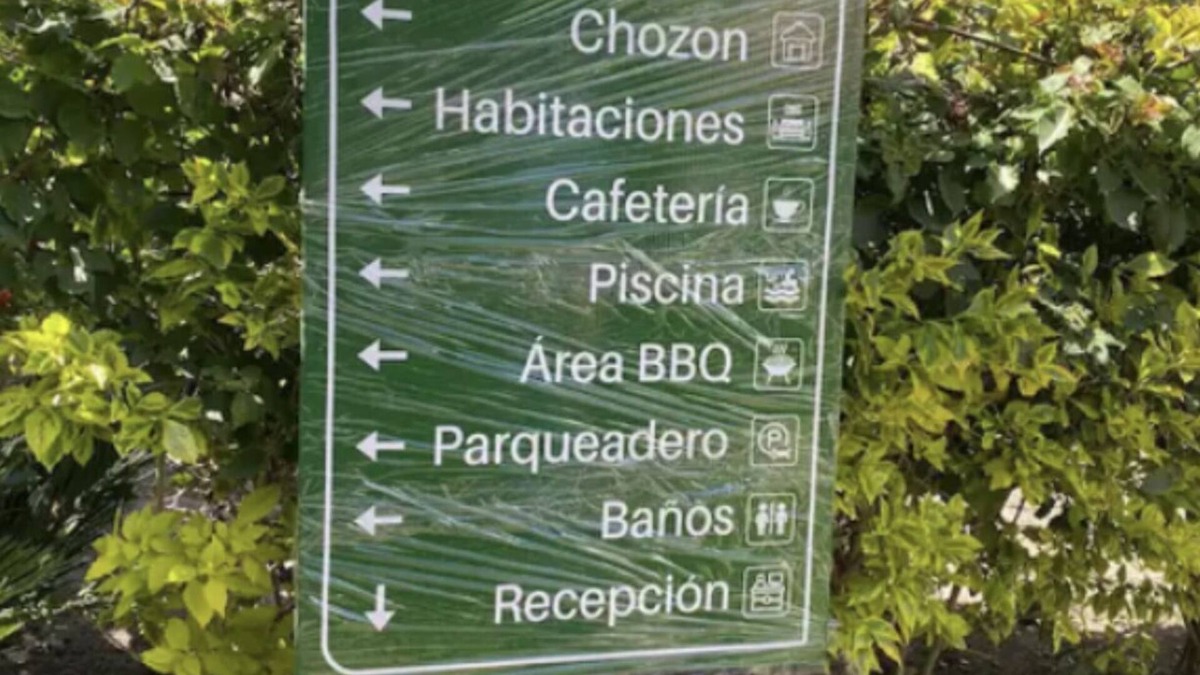 Chozon
Habitaciones
Cafetería
Piscina
Área BBQ
Parqueadero
Baños
Recepción